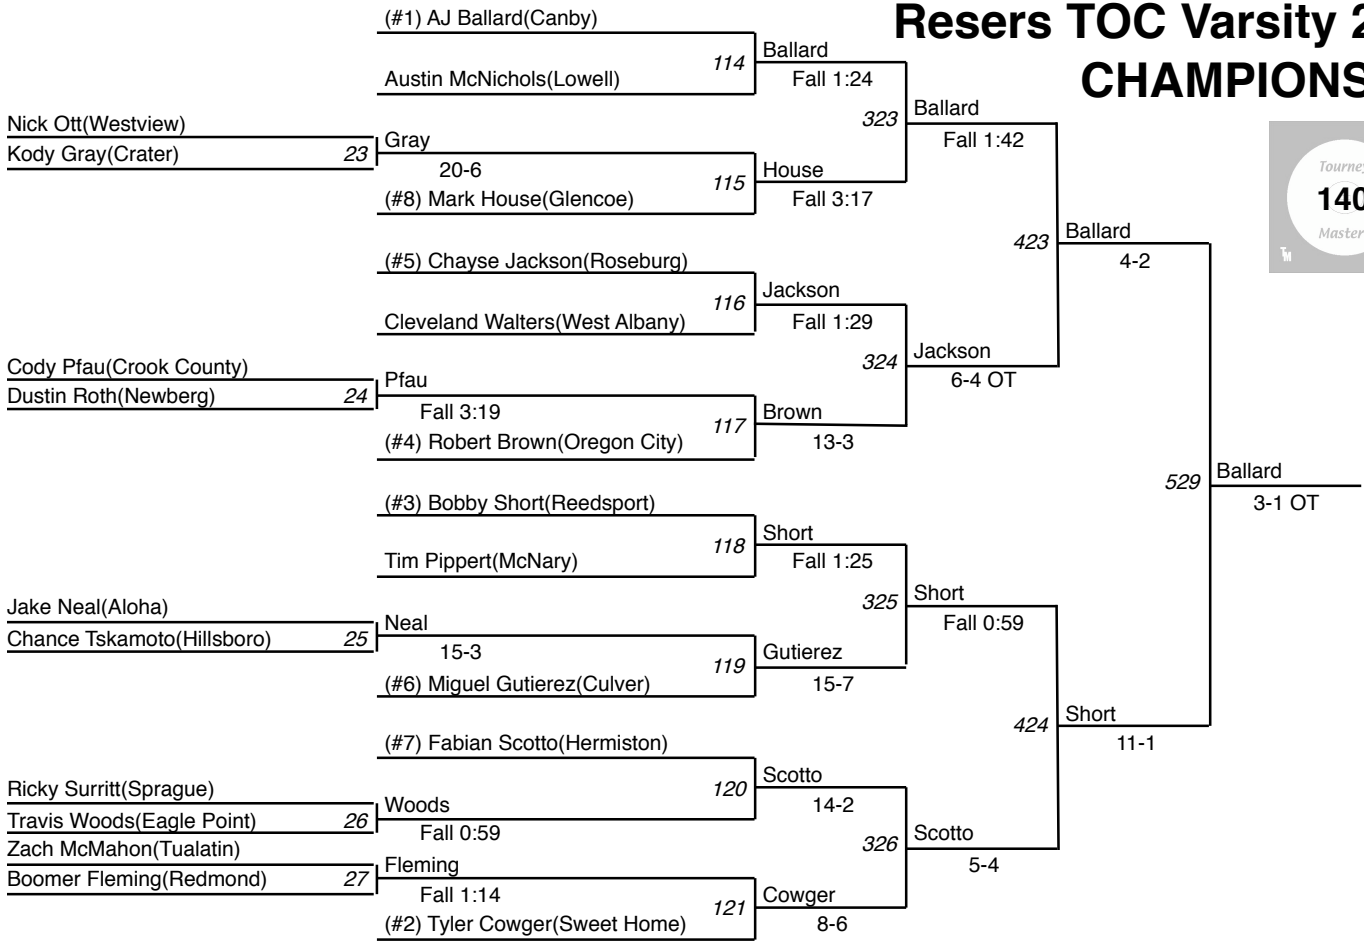 Resers TOC Varsity 2
CHAMPIONS
Tourne
140
Master
TM
(#1) AJ Ballard(Canby)
114
Ballard
Austin McNichols(Lowell)
Fall 1:24
323
Ballard
Nick Ott(Westview)
Kody Gray(Crater)
23
Gray
20-6
115
House
Fall 1:42
(#8) Mark House(Glencoe)
Fall 3:17
423
Ballard
4-2
(#5) Chayse Jackson(Roseburg)
116
Jackson
Cleveland Walters(West Albany)
Fall 1:29
324
Jackson
6-4 OT
Cody Pfau(Crook County)
Dustin Roth(Newberg)
24
Pfau
Fall 3:19
117
Brown
(#4) Robert Brown(Oregon City)
13-3
529
Ballard
3-1 OT
(#3) Bobby Short(Reedsport)
118
Short
Tim Pippert(McNary)
Fall 1:25
325
Short
Fall 0:59
Jake Neal(Aloha)
Chance Tskamoto(Hillsboro)
25
Neal
15-3
119
Gutierez
(#6) Miguel Gutierez(Culver)
15-7
424
Short
11-1
(#7) Fabian Scotto(Hermiston)
120
Scotto
14-2
Ricky Surritt(Sprague)
Travis Woods(Eagle Point)
26
Woods
Fall 0:59
326
Scotto
5-4
Zach McMahon(Tualatin)
Boomer Fleming(Redmond)
27
Fleming
Fall 1:14
121
Cowger
(#2) Tyler Cowger(Sweet Home)
8-6